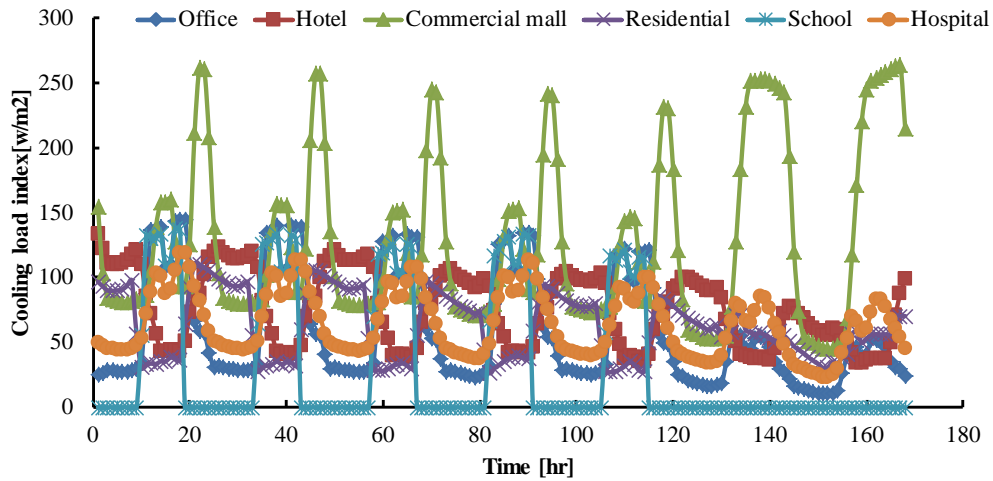 Office Hotel Commercial mall Residential School Hospital
300
250
200
150
100
50
0
Cooling load index[w/m2]
0 20 40 60 80 100 120 140 160 180
Time [hr]